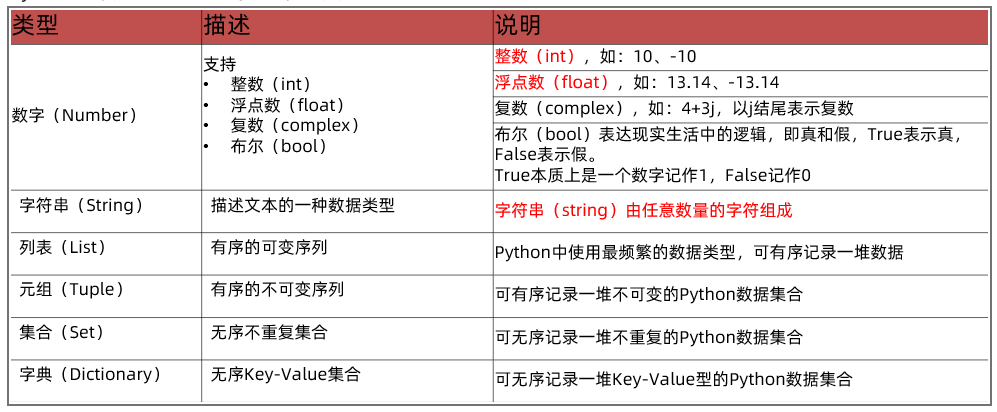 类型
描述
说明
数字（Number）
支持
• 整数（int）
• 浮点数（float）
• 复数（complex）
• 布尔（bool）
整数（int），如：10、-10
浮点数（float），如：13.14、-13.14
复数（complex），如：4+3j，以j结尾表示复数
布尔（bool）表达现实生活中的逻辑，即真和假，True表示真，
False表示假。
True本质上是一个数字记作1，False记作0
字符串（String）
描述文本的一种数据类型
字符串（string）由任意数量的字符组成
列表（List）
有序的可变序列
Python中使用最频繁的数据类型，可有序记录一堆数据
元组（Tuple）
有序的不可变序列
可有序记录一堆不可变的Python数据集合
集合（Set）
无序不重复集合
可无序记录一堆不重复的Python数据集合
字典（Dictionary）
无序Key-Value集合
可无序记录一堆Key-Value型的Python数据集合